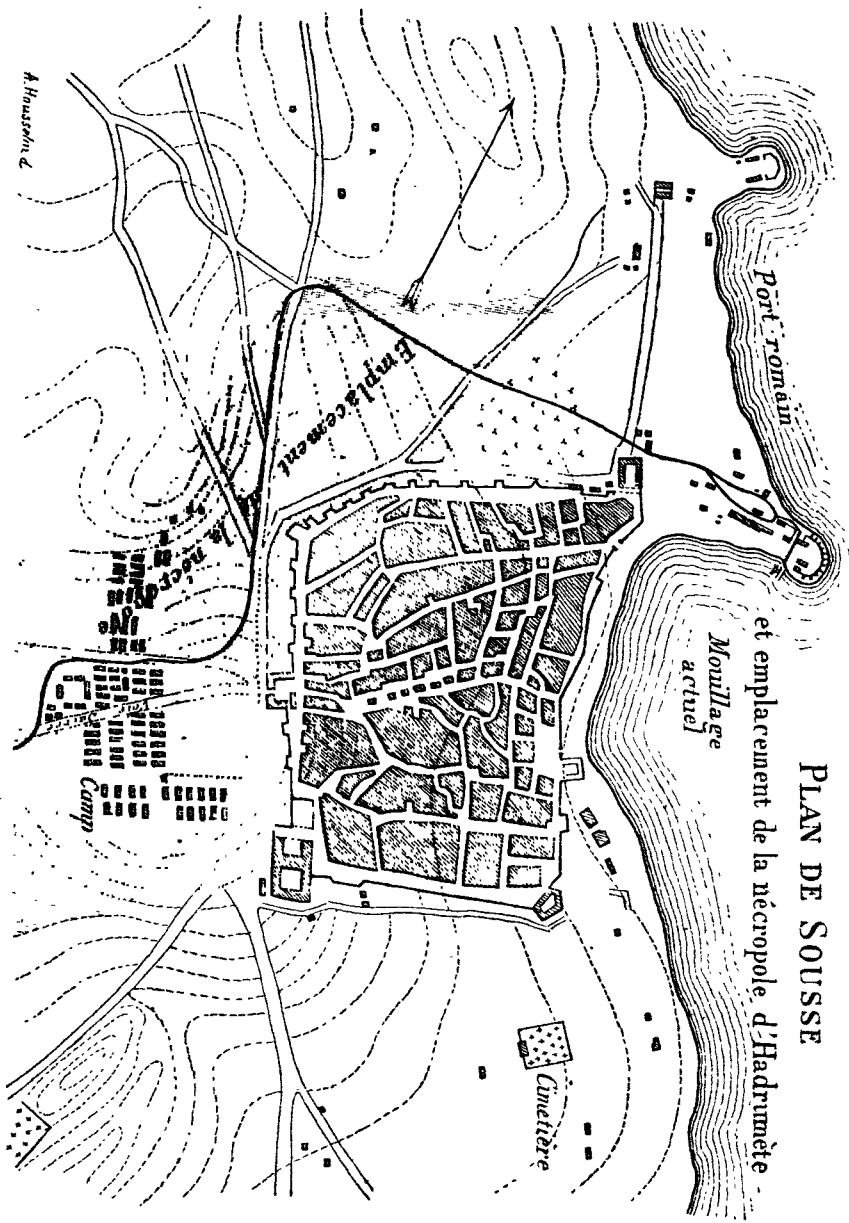 PLAN DE SOUSSE
et emplacement de la nécropole d'Hadrumète
Port romain
Mouillage
actuel
Emplacement de la nécropole
Camp
Cimetière